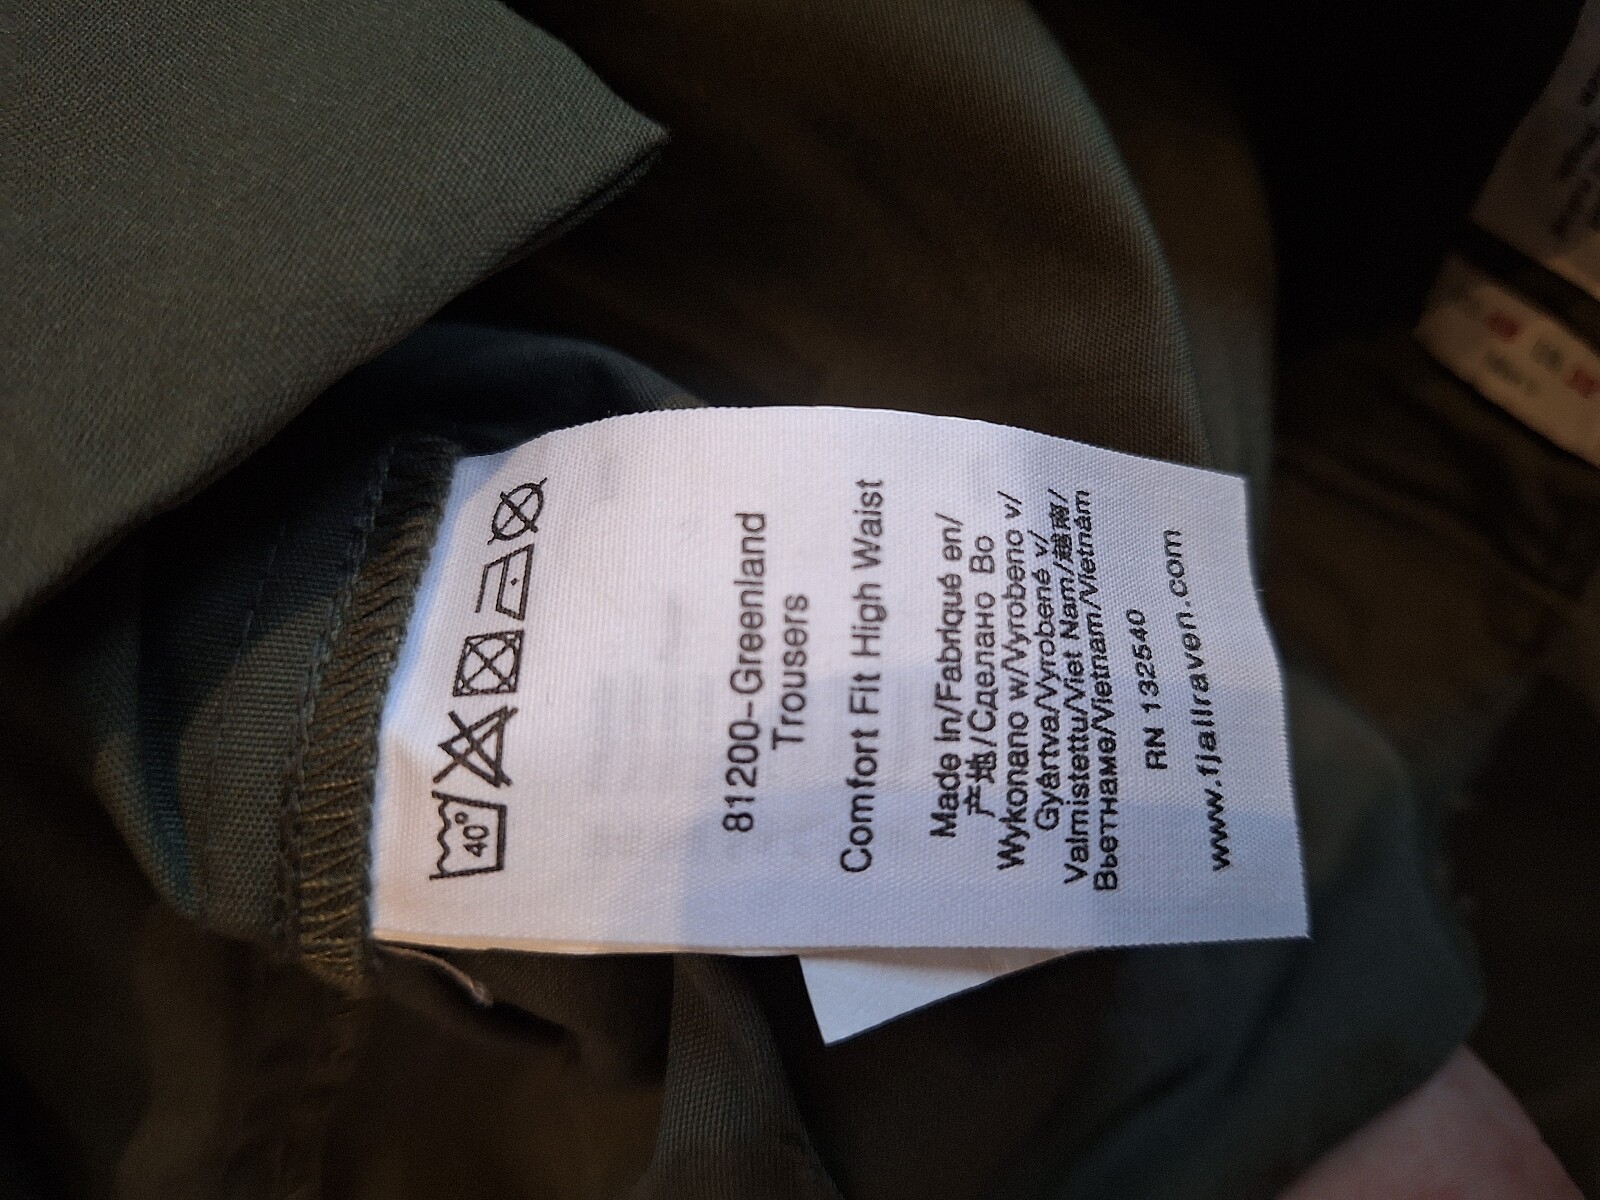 40°
81200-Greenland
Trousers
Comfort Fit High Waist
Made in/Fabriqué en/
产地/Сделано Во
Wykonano w/Vyrobeno v/
Gyártva/Vyrobené v/
Valmistettu/Viet Nam/越南/
Вьетнаме/Vietnam/Vietnám
RN 132540
www.fjallraven.com